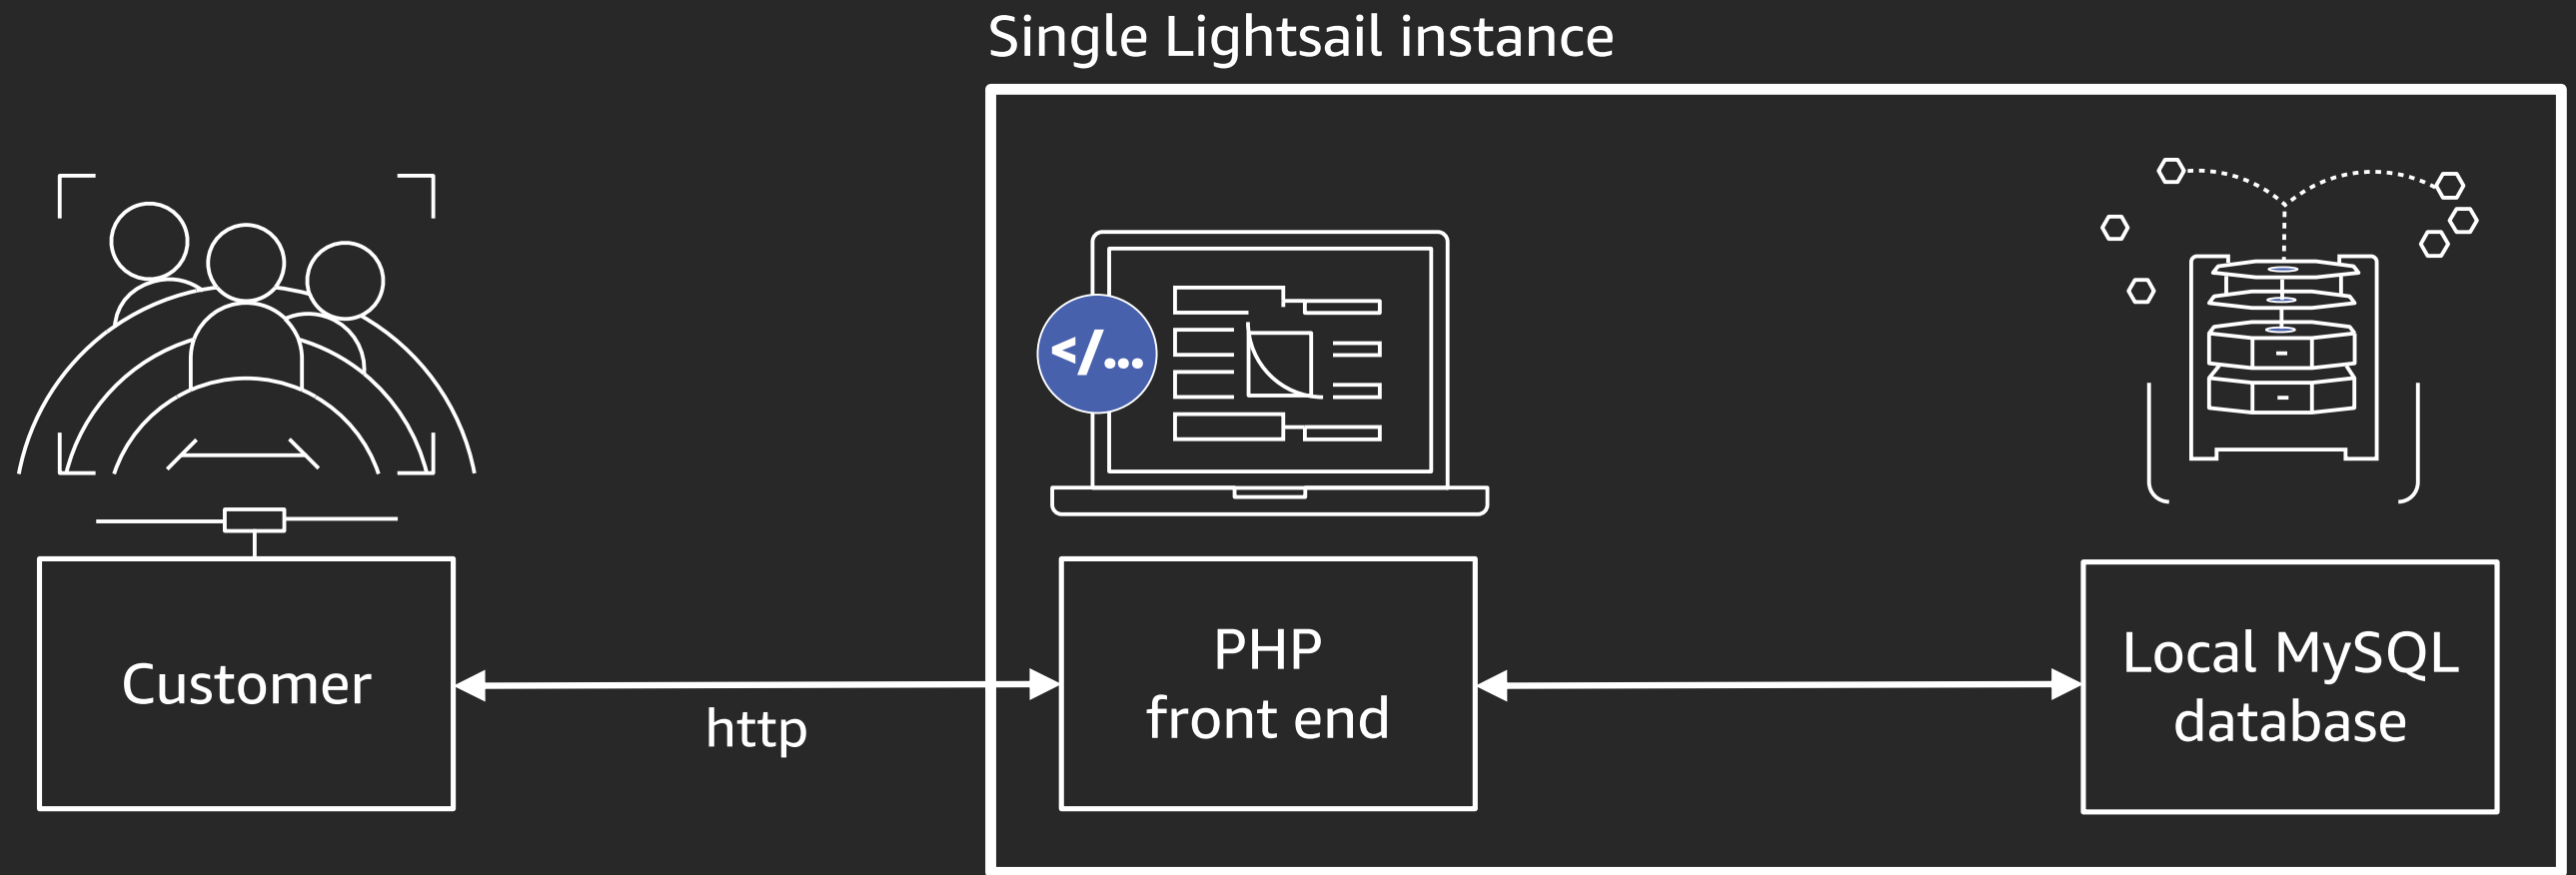 Single Lightsail instance
</...
Customer
http
PHP
front end
Local MySQL
database